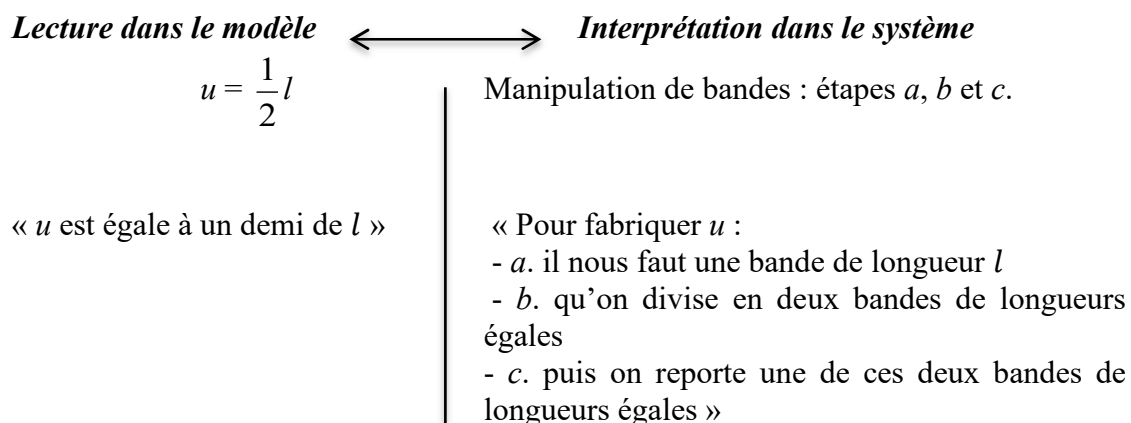 Lecture dans le modèle Interprétation dans le système
u = 1/2 l Manipulation de bandes : étapes a, b et c.
« u est égale à un demi de l » « Pour fabriquer u :
- a. il nous faut une bande de longueur l
- b. qu’on divise en deux bandes de longueurs
égales
- c. puis on reporte une de ces deux bandes de
longueurs égales »